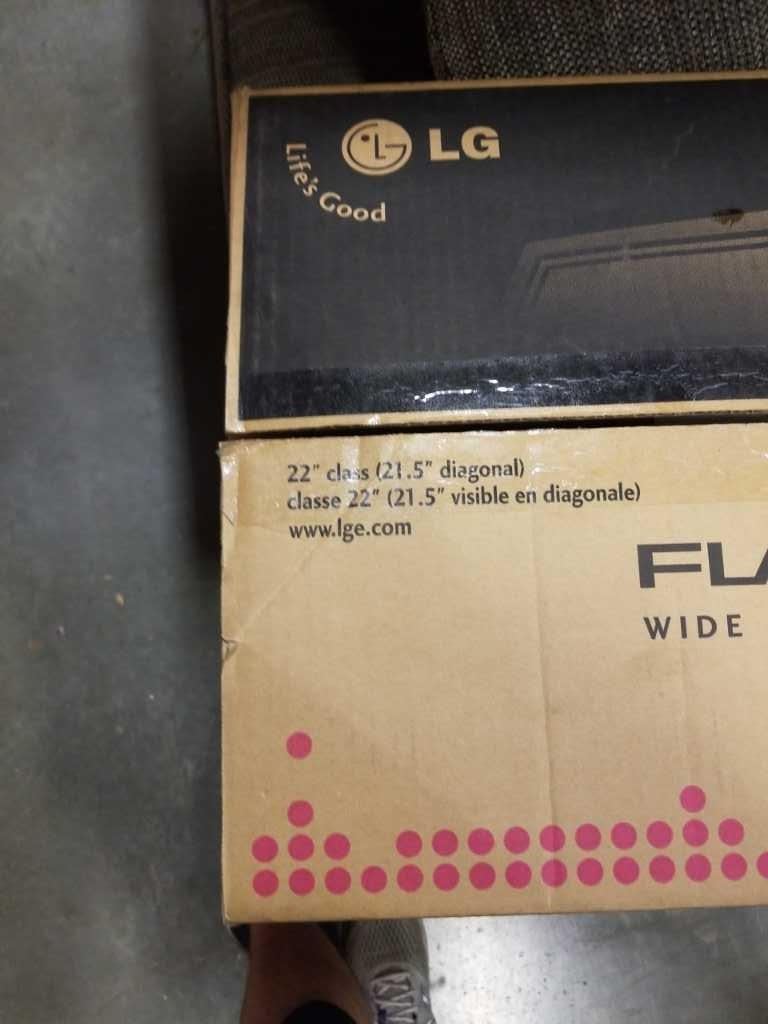 LG
Life's Good
22" class (21.5" diagonal)
classe 22" (21.5" visible en diagonale)
www.lge.com
FL
WIDE